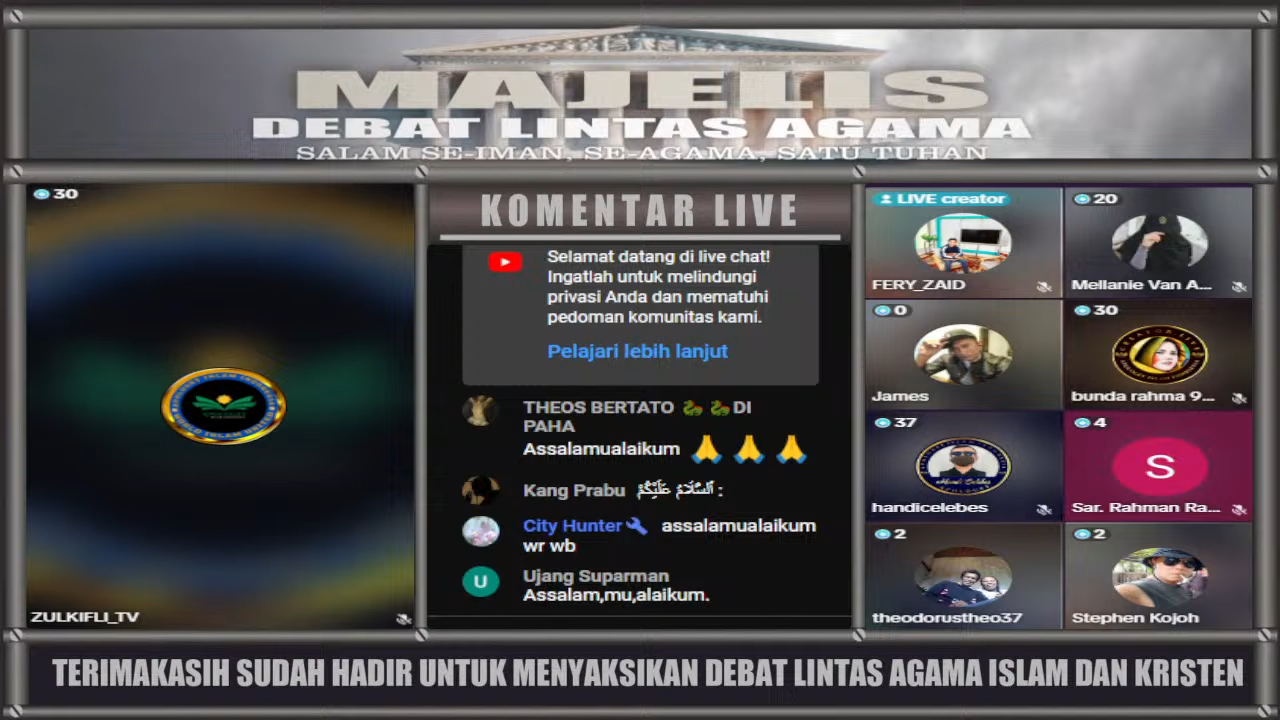 MAJELIS
DEBAT LINTAS AGAMA
SALAM SE-IMAN, SE-AGAMA, SATU TUHAN
30
ZULKIFLI_TV
KOMENTAR LIVE
Selamat datang di live chat!
Ingatlah untuk melindungi
privasi Anda dan mematuhi
pedoman komunitas kami.
Pelajari lebih lanjut
THEOS BERTATO 🐉 🐉DI
PAHA
Assalamualaikum 🙏 🙏 🙏
Kang Prabu اَلسَّلَامُ عَلَيْكُمْ :
City Hunter 🔧 assalamualaikum
wr wb
U
Ujang Suparman
Assalam,mu,alaikum.
LIVE creator
FERY_ZAID
20
Mellanie Van A...
0
James
30
bunda rahma 9...
37
handicelebes
4
S
Sar. Rahman Ra...
2
theodorustheo37
2
Stephen Kojoh
TERIMAKASIH SUDAH HADIR UNTUK MENYAKSIKAN DEBAT LINTAS AGAMA ISLAM DAN KRISTEN